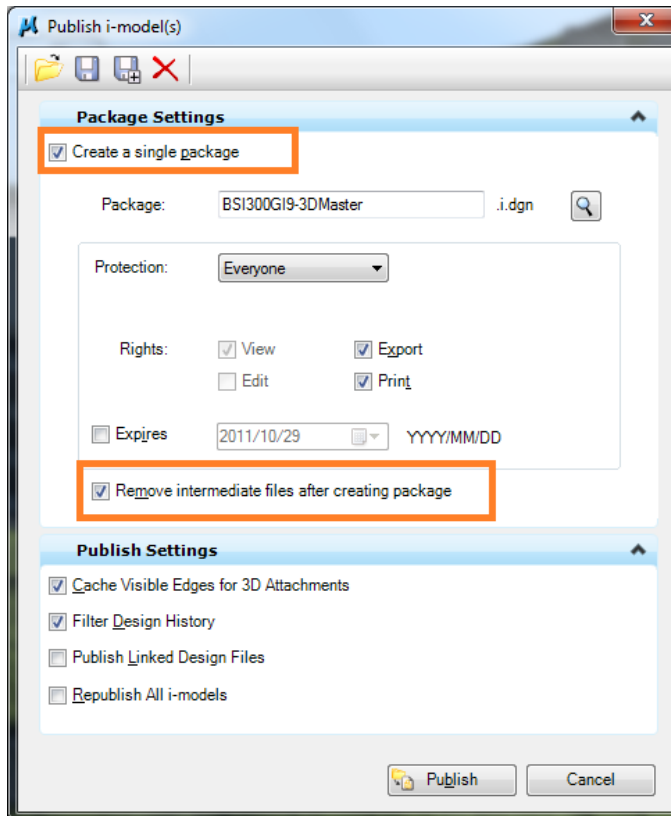 Publish i-model(s)
Package Settings
Create a single package
Package: BSI300GI9-3DMaster .i.dgn
Protection: Everyone
Rights: View Export
Edit Print
Expires 2011/10/29 YYYY/MM/DD
Remove intermediate files after creating package
Publish Settings
Cache Visible Edges for 3D Attachments
Filter Design History
Publish Linked Design Files
Republish All i-models
Publish Cancel